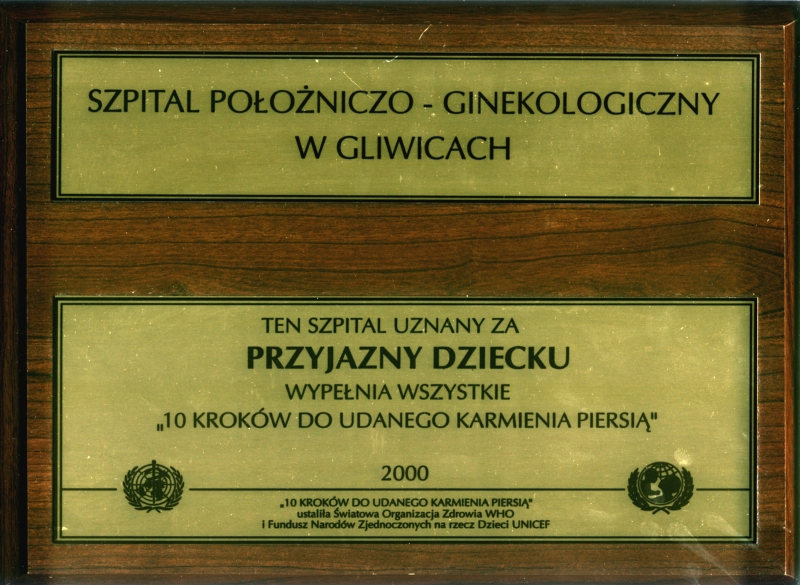 SZPITAL POŁOŻNICZO - GINEKOLOGICZNY
W GLIWICACH
TEN SZPITAL UZNANY ZA
PRZYJAZNY DZIECKU
WYPEŁNIA WSZYSTKIE
„10 KROKÓW DO UDANEGO KARMIENIA PIERSIĄ"
2000
„10 KROKÓW DO UDANEGO KARMIENIA PIERSIĄ"
ustaliła Światowa Organizacja Zdrowia WHO
i Fundusz Narodów Zjednoczonych na rzecz Dzieci UNICEF